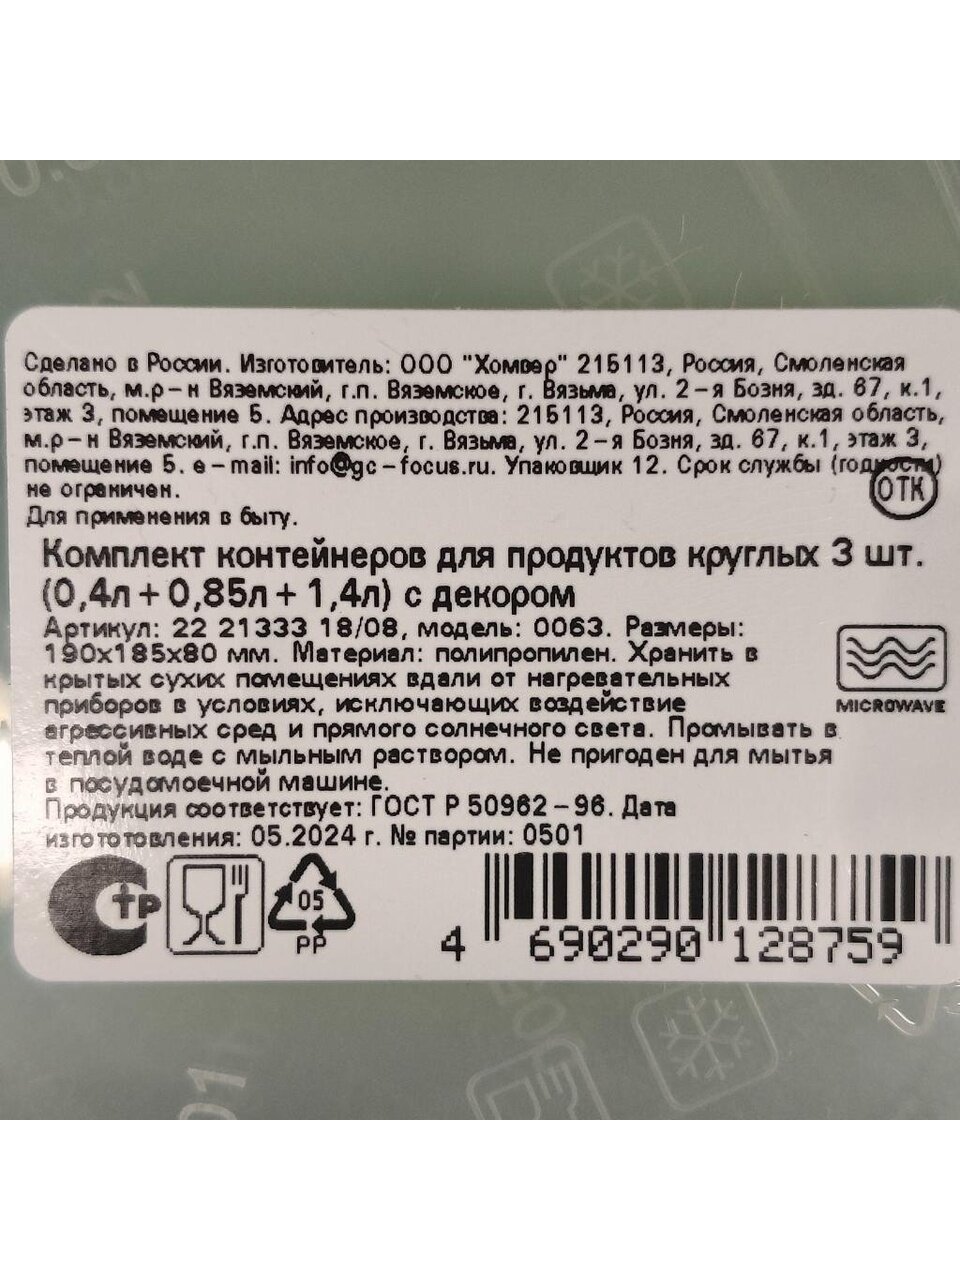 Сделано в России. Изготовитель: ООО "Хомвер" 215113, Россия, Смоленская
область, м.р-н Вяземский, г.п. Вяземское, г. Вязьма, ул. 2-я Бозня, зд. 67, к.1,
этаж 3, помещение 5. Адрес производства: 215113, Россия, Смоленская область,
м.р-н Вяземский, г.п. Вяземское, г. Вязьма, ул. 2-я Бозня, зд. 67, к.1, этаж 3,
помещение 5. e-mail: info@gc-focus.ru. Упаковщик 12. Срок службы (годности)
не ограничен.
ОТК
Для применения в быту.
Комплект контейнеров для продуктов круглых 3 шт.
(0,4л+0,85л+1,4л) с декором
Артикул: 22 21333 18/08, модель: 0063. Размеры:
190х185х80 мм. Материал: полипропилен. Хранить в
крытых сухих помещениях вдали от нагревательных
приборов в условиях, исключающих воздействие
агрессивных сред и прямого солнечного света. Промывать в
теплой воде с мыльным раствором. Не пригоден для мытья
в посудомоечной машине.
MICROWAVE
Продукция соответствует: ГОСТ Р 50962-96. Дата
изготовления: 05.2024 г. № партии: 0501
СТР
05
PP
4 690290 128759